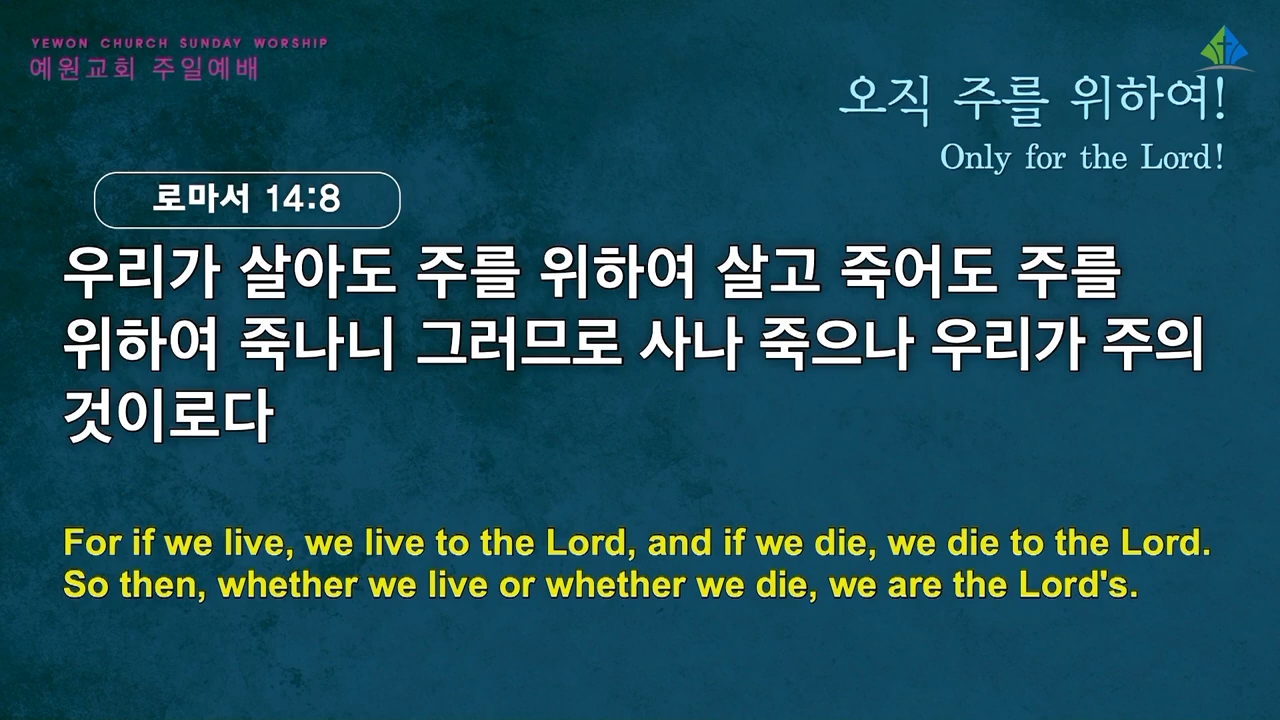 YEWON CHURCH SUNDAY WORSHIP
예원교회 주일예배
오직 주를 위하여!
Only for the Lord!
로마서 14:8
우리가 살아도 주를 위하여 살고 죽어도 주를
위하여 죽나니 그러므로 사나 죽으나 우리가 주의
것이로다
For if we live, we live to the Lord, and if we die, we die to the Lord.
So then, whether we live or whether we die, we are the Lord's.